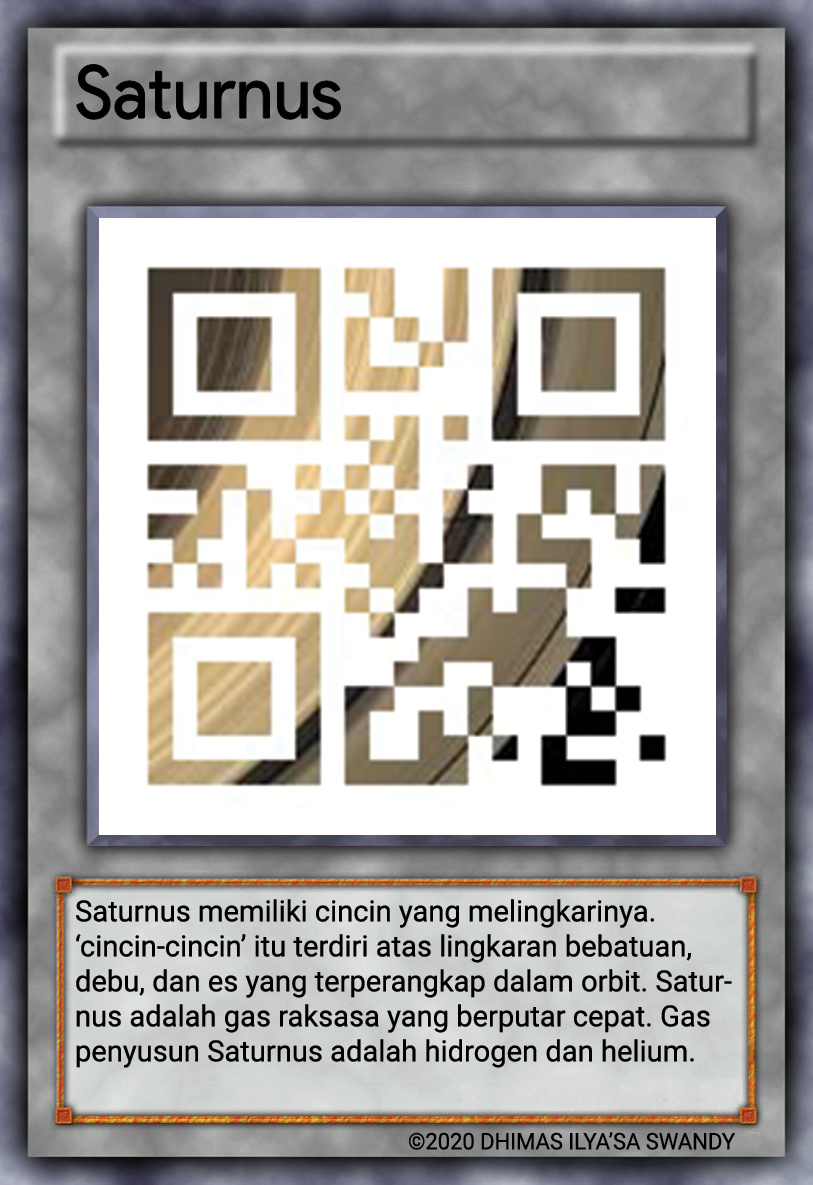 Saturnus
Saturnus memiliki cincin yang melingkarinya.
‘cincin-cincin’ itu terdiri atas lingkaran bebatuan,
debu, dan es yang terperangkap dalam orbit. Satur-
nus adalah gas raksasa yang berputar cepat. Gas
penyusun Saturnus adalah hidrogen dan helium.
©2020 DHIMAS ILYA’SA SWANDY